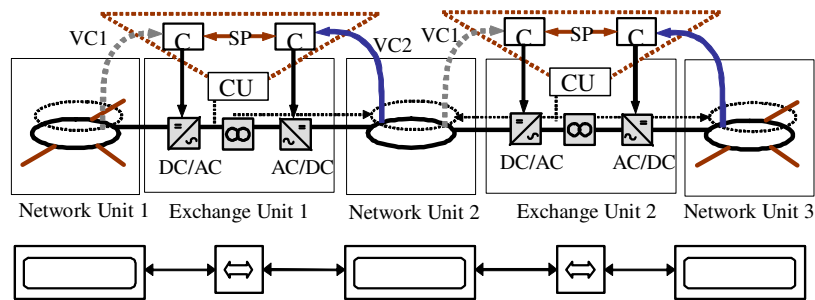 VC1 C SP C VC2 VC1 C SP C
CU CU
DC/AC AC/DC DC/AC AC/DC
Network Unit 1 Exchange Unit 1 Network Unit 2 Exchange Unit 2 Network Unit 3